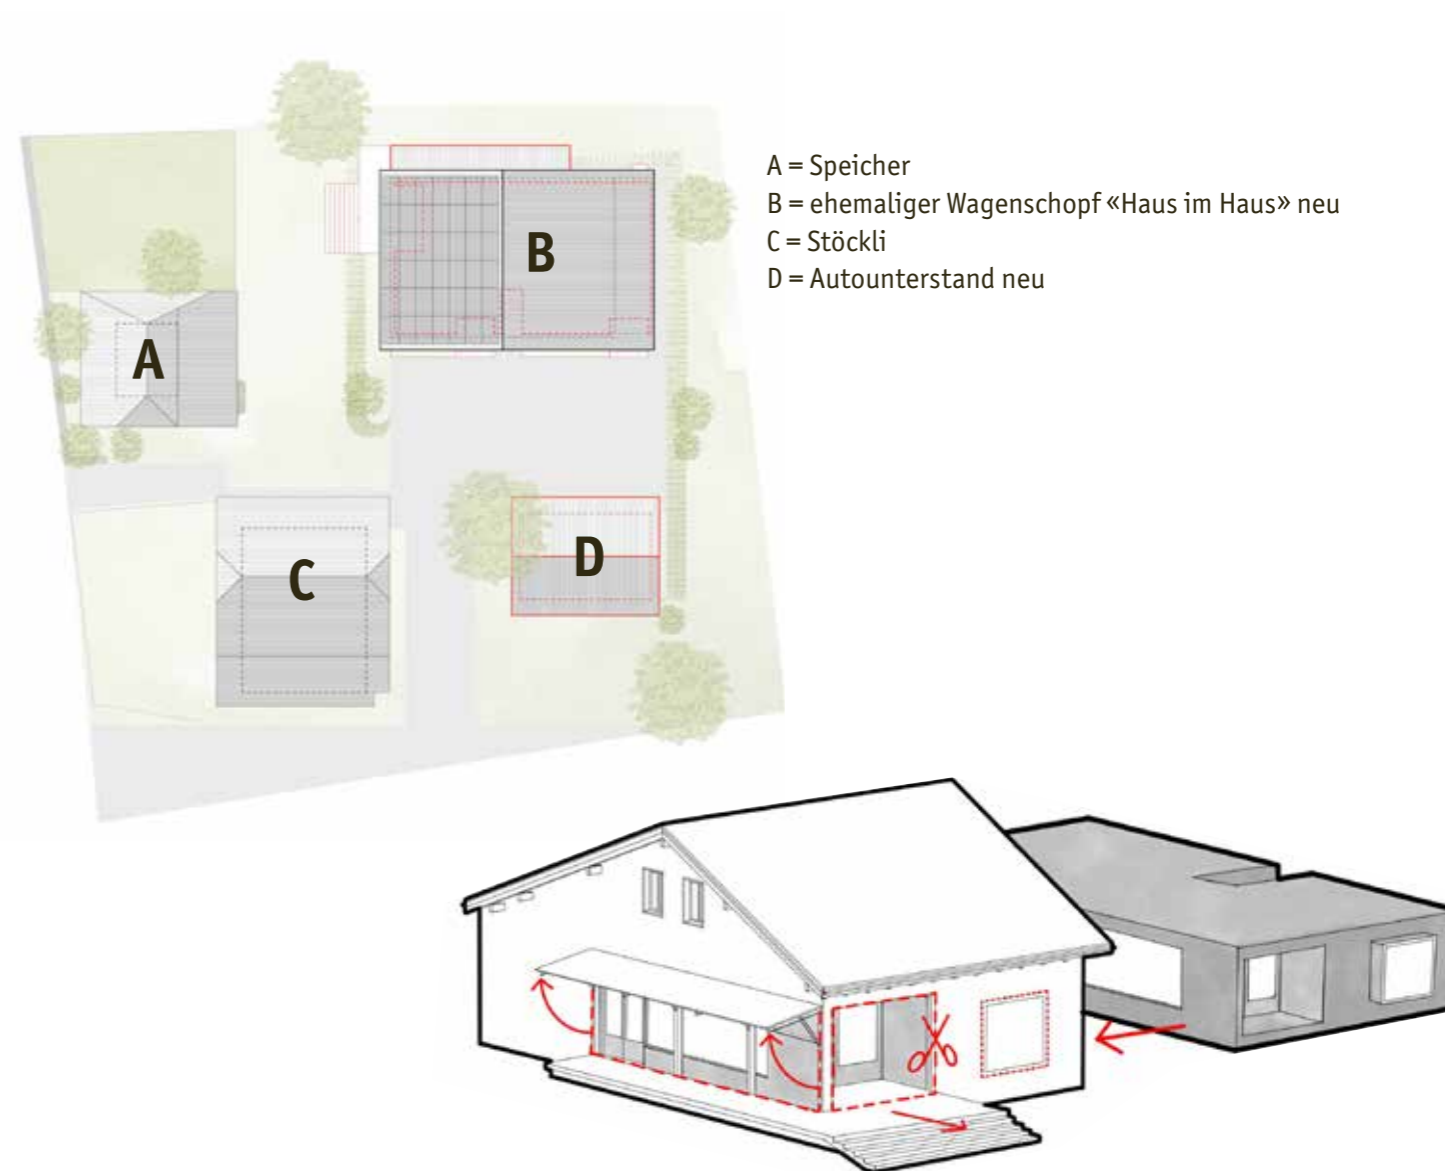 A = Speicher
B = ehemaliger Wagenschopf «Haus im Haus» neu
C = Stöckli
D = Autounterstand neu
B
A
C
D